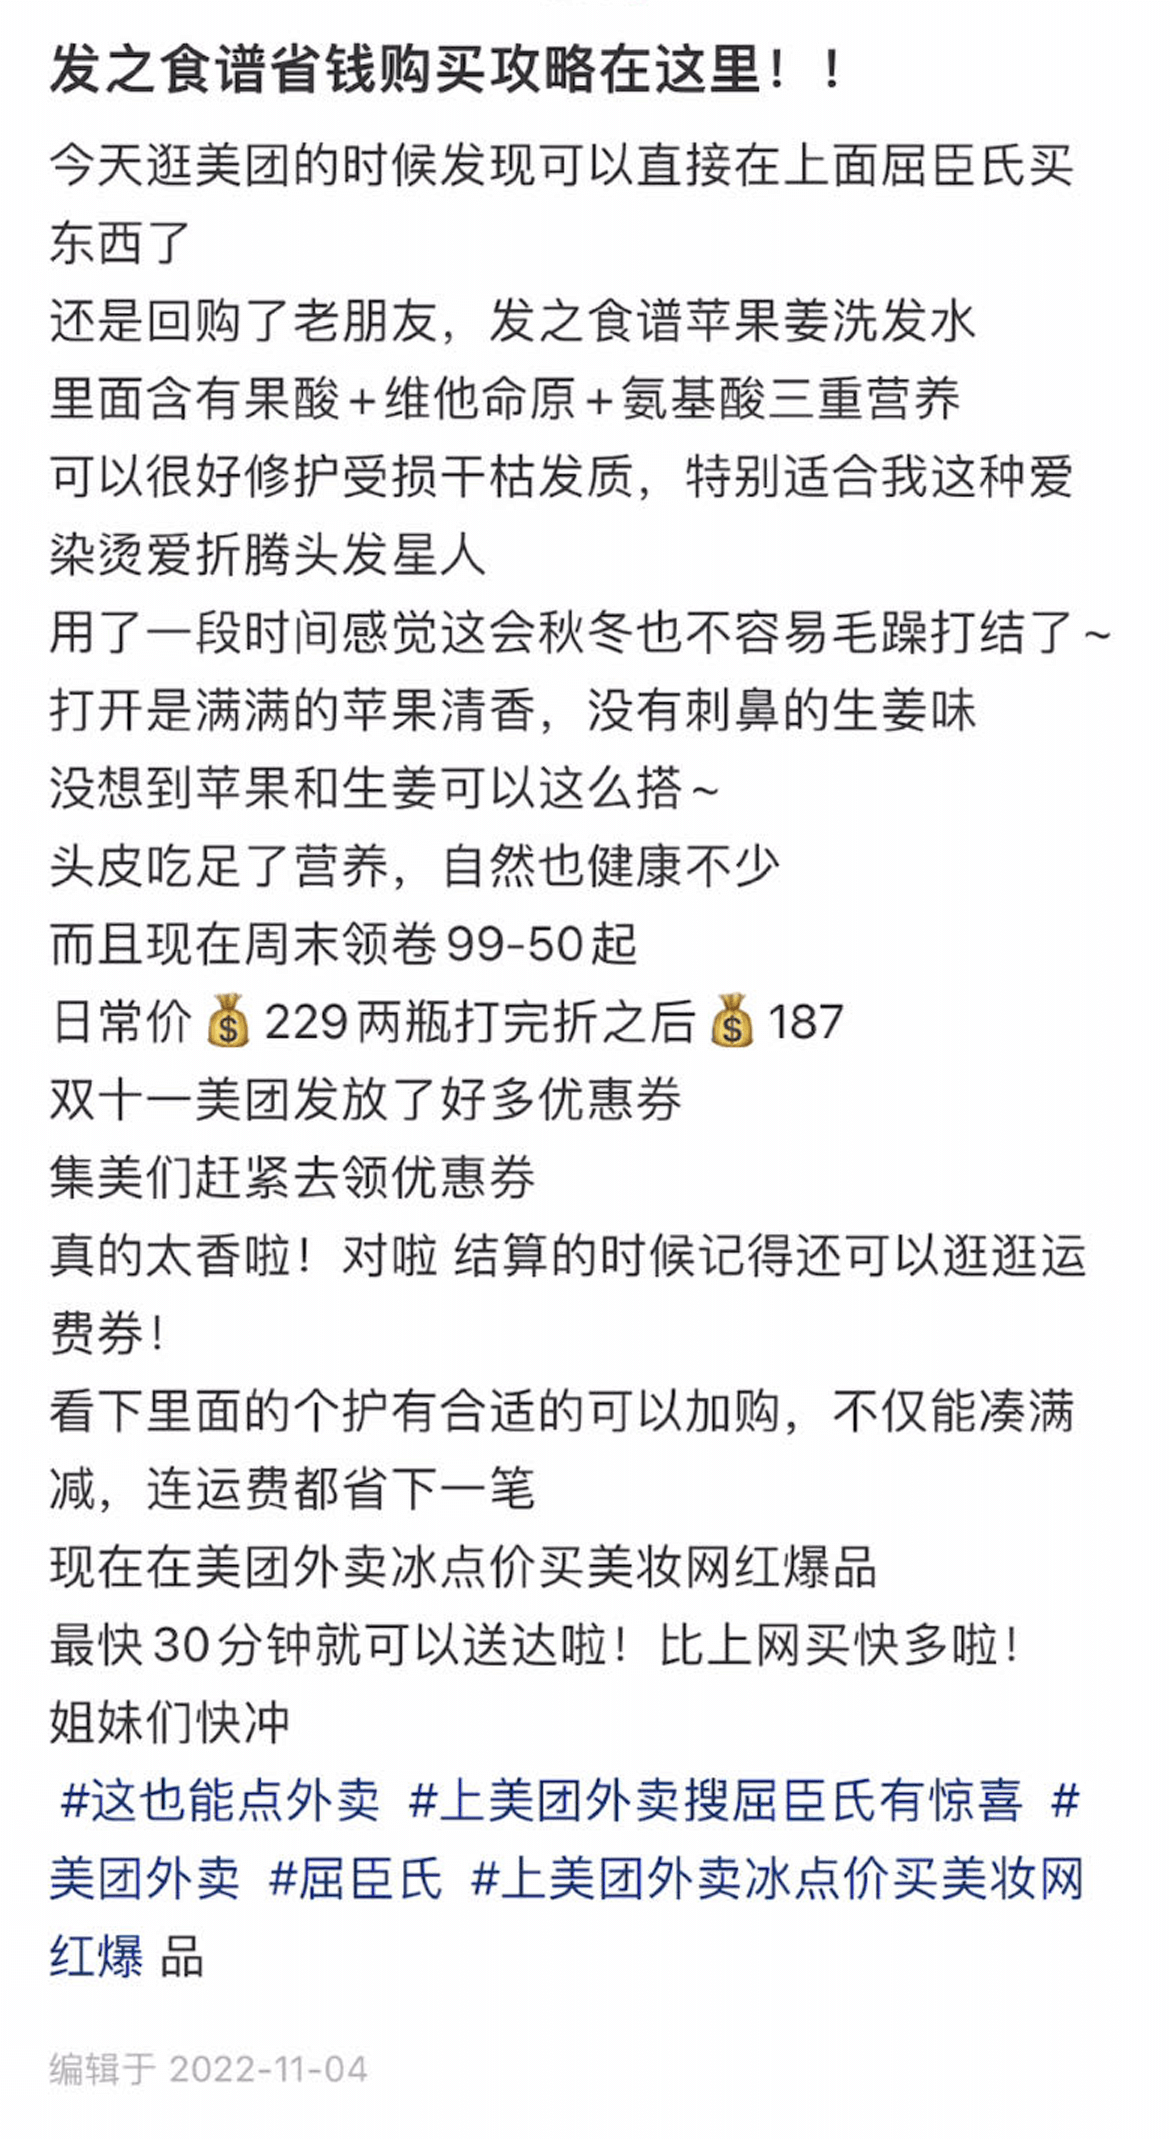 发之食谱省钱购买攻略在这里！！
今天逛美团的时候发现可以直接在上面屈臣氏买
东西了
还是回购了老朋友，发之食谱苹果姜洗发水
里面含有果酸+维他命原+氨基酸三重营养
可以很好修护受损干枯发质，特别适合我这种爱
染烫爱折腾头发星人
用了一段时间感觉这会秋冬也不容易毛躁打结了~
打开是满满的苹果清香，没有刺鼻的生姜味
没想到苹果和生姜可以这么搭~
头皮吃足了营养，自然也健康不少
而且现在周末领卷99-50起
日常价💰229两瓶打完折之后💰187
双十一美团发放了好多优惠券
集美们赶紧去领优惠券
真的太香啦！对啦 结算的时候记得还可以逛逛运
费券！
看下里面的个护有合适的可以加购，不仅能凑满
减，连运费都省下一笔
现在在美团外卖冰点价买美妆网红爆品
最快30分钟就可以送达啦！比上网买快多啦！
姐妹们快冲
#这也能点外卖 #上美团外卖搜屈臣氏有惊喜 #
美团外卖 #屈臣氏 #上美团外卖冰点价买美妆网
红爆 品
编辑于 2022-11-04